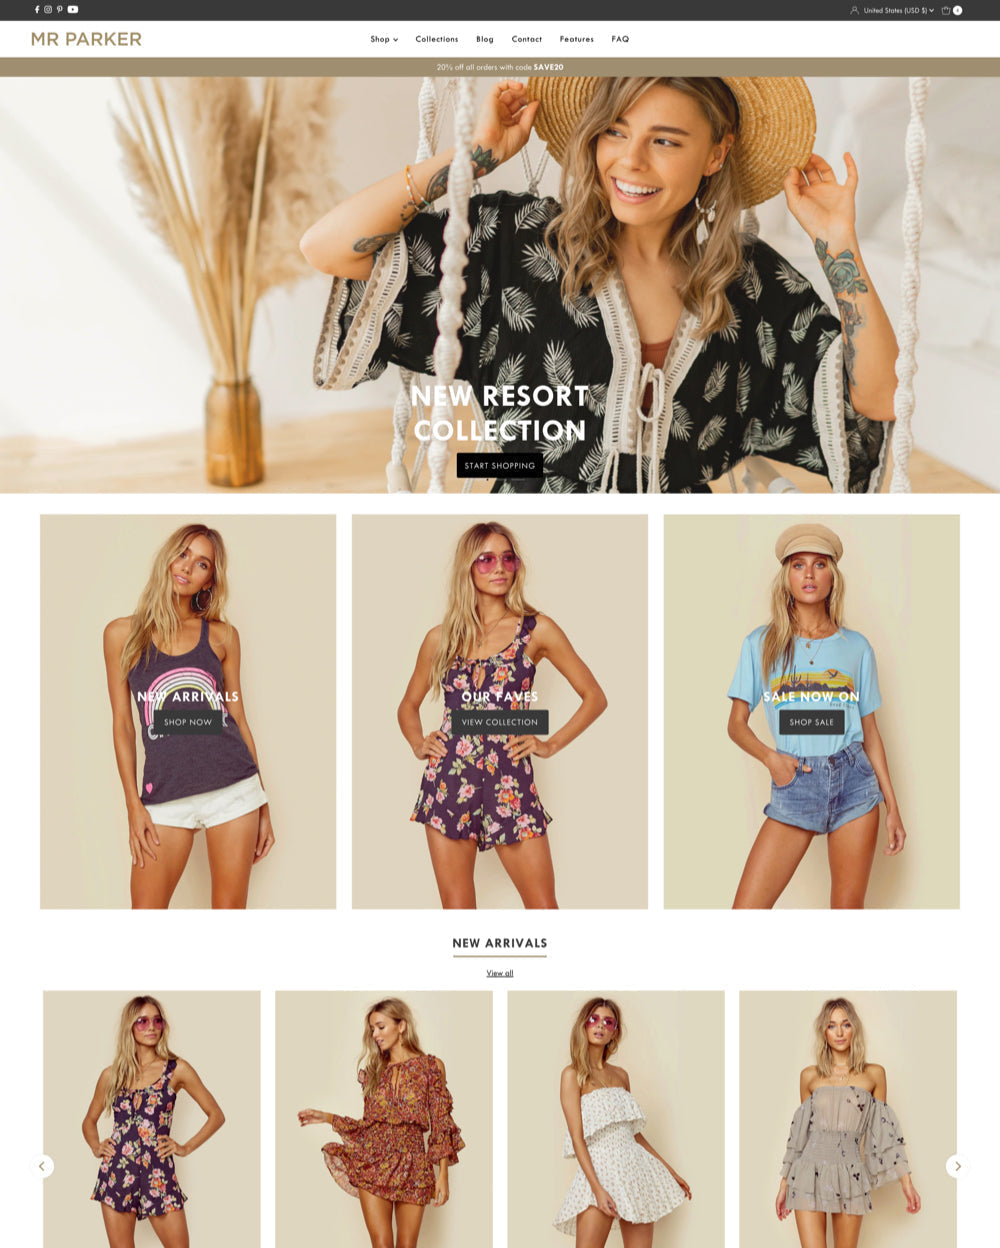 United States (USD $)
MR PARKER
Shop
Collections
Blog
Contact
Features
FAQ
20% off all orders with code SAVE20
NEW RESORT
COLLECTION
START SHOPPING
NEW ARRIVALS
SHOP NOW
OUR FAVES
VIEW COLLECTION
SALE NOW ON
SHOP SALE
NEW ARRIVALS
View all